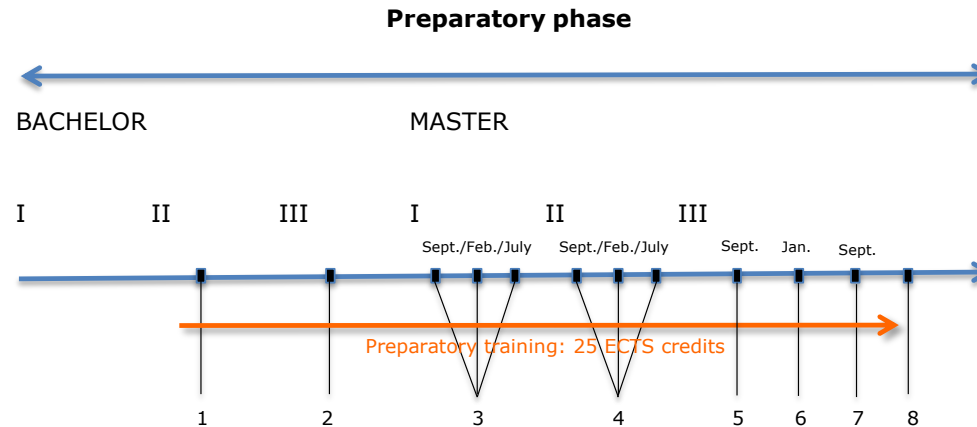 Preparatory phase
BACHELOR MASTER
I II III I II III
Sept./Feb./July Sept./Feb./July Sept. Jan. Sept.
Preparatory training: 25 ECTS credits
1 2 3 4 5 6 7 8